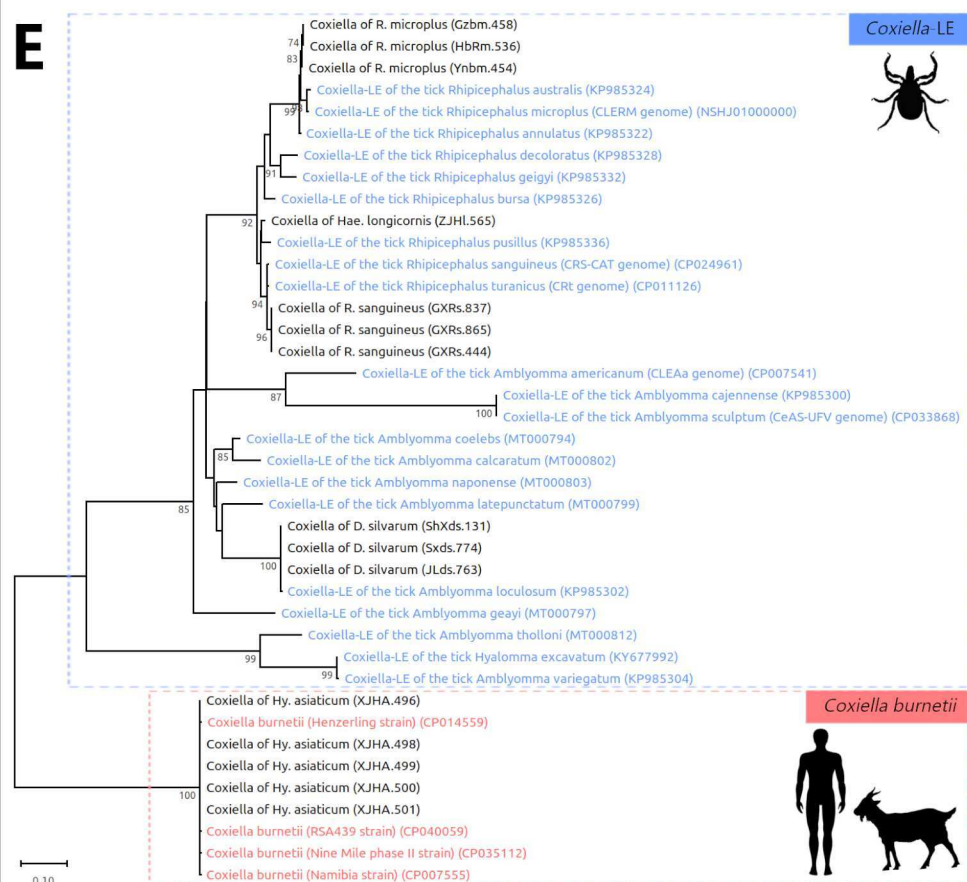 E
Coxiella-LE
Coxiella of R. microplus (Gzbm.458)
74
Coxiella of R. microplus (HbRm.536)
83
Coxiella of R. microplus (Ynbm.454)
Coxiella-LE of the tick Rhipicephalus australis (KP985324)
99
Coxiella-LE of the tick Rhipicephalus microplus (CLERM genome) (NSHJ01000000)
Coxiella-LE of the tick Rhipicephalus annulatus (KP985322)
Coxiella-LE of the tick Rhipicephalus decoloratus (KP985328)
91
Coxiella-LE of the tick Rhipicephalus geigyi (KP985332)
Coxiella-LE of the tick Rhipicephalus bursa (KP985326)
92
Coxiella of Hae. longicornis (ZJHl.565)
Coxiella-LE of the tick Rhipicephalus pusillus (KP985336)
Coxiella-LE of the tick Rhipicephalus sanguineus (CRS-CAT genome) (CP024961)
Coxiella-LE of the tick Rhipicephalus turanicus (CRt genome) (CP011126)
94
Coxiella of R. sanguineus (GXRs.837)
Coxiella of R. sanguineus (GXRs.865)
96
Coxiella of R. sanguineus (GXRs.444)
Coxiella-LE of the tick Amblyomma americanum (CLEAa genome) (CP007541)
87
Coxiella-LE of the tick Amblyomma cajennense (KP985300)
100
Coxiella-LE of the tick Amblyomma sculptum (CeAS-UFV genome) (CP033868)
Coxiella-LE of the tick Amblyomma coelebs (MT000794)
85
Coxiella-LE of the tick Amblyomma calcaratum (MT000802)
Coxiella-LE of the tick Amblyomma naponense (MT000803)
Coxiella-LE of the tick Amblyomma latepunctatum (MT000799)
85
Coxiella of D. silvarum (ShXds.131)
Coxiella of D. silvarum (Sxds.774)
100
Coxiella of D. silvarum (JLds.763)
Coxiella-LE of the tick Amblyomma loculosum (KP985302)
Coxiella-LE of the tick Amblyomma geayi (MT000797)
Coxiella-LE of the tick Amblyomma tholloni (MT000812)
99
Coxiella-LE of the tick Hyalomma excavatum (KY677992)
99
Coxiella-LE of the tick Amblyomma variegatum (KP985304)
Coxiella burnetii
Coxiella of Hy. asiaticum (XJHA.496)
Coxiella burnetii (Henzerling strain) (CP014559)
Coxiella of Hy. asiaticum (XJHA.498)
Coxiella of Hy. asiaticum (XJHA.499)
Coxiella of Hy. asiaticum (XJHA.500)
100
Coxiella of Hy. asiaticum (XJHA.501)
Coxiella burnetii (RSA439 strain) (CP040059)
Coxiella burnetii (Nine Mile phase II strain) (CP035112)
Coxiella burnetii (Namibia strain) (CP007555)
0.10